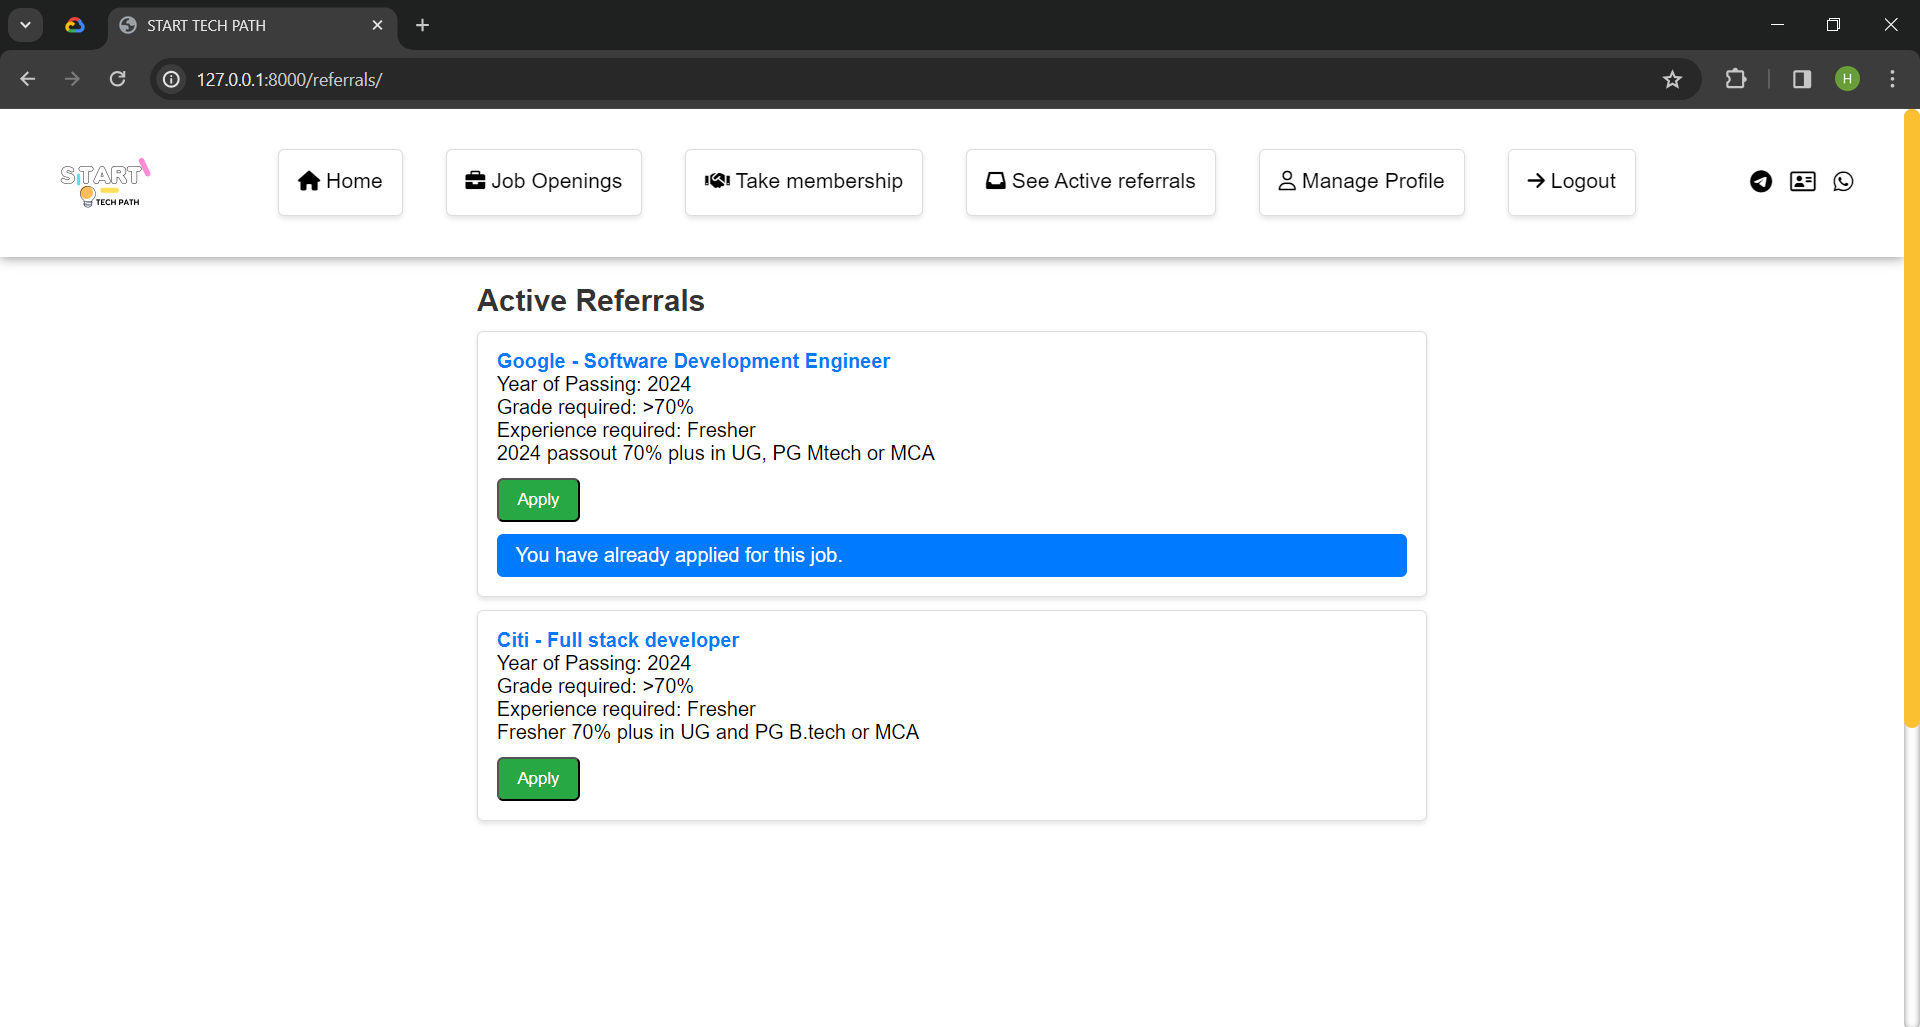 START TECH PATH
127.0.0.1:8000/referrals/
H
START
TECH PATH
Home
Job Openings
Take membership
See Active referrals
Manage Profile
Logout
Active Referrals
Google - Software Development Engineer
Year of Passing: 2024
Grade required: >70%
Experience required: Fresher
2024 passout 70% plus in UG, PG Mtech or MCA
Apply
You have already applied for this job.
Citi - Full stack developer
Year of Passing: 2024
Grade required: >70%
Experience required: Fresher
Fresher 70% plus in UG and PG B.tech or MCA
Apply